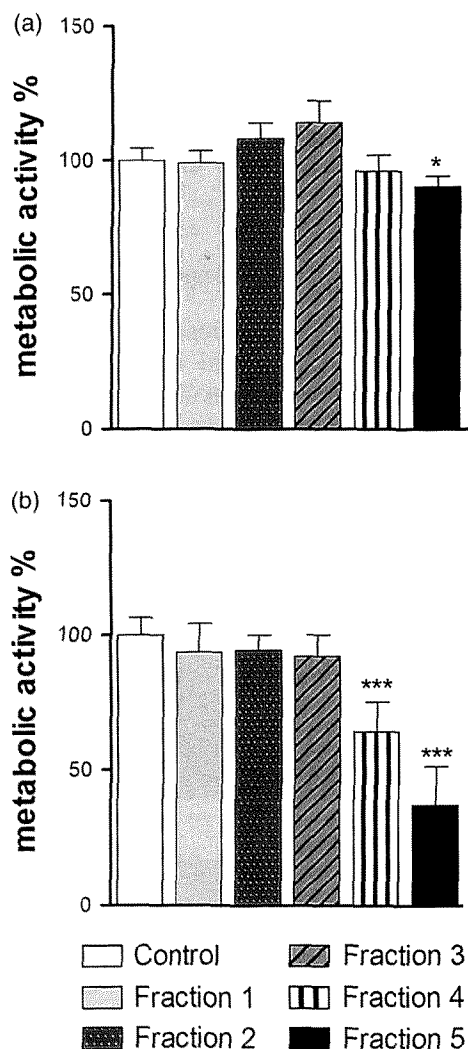 (a)
150
100
50
0
metabolic activity %
*
(b)
150
100
50
0
metabolic activity %
***
***
Control
Fraction 1
Fraction 2
Fraction 3
Fraction 4
Fraction 5